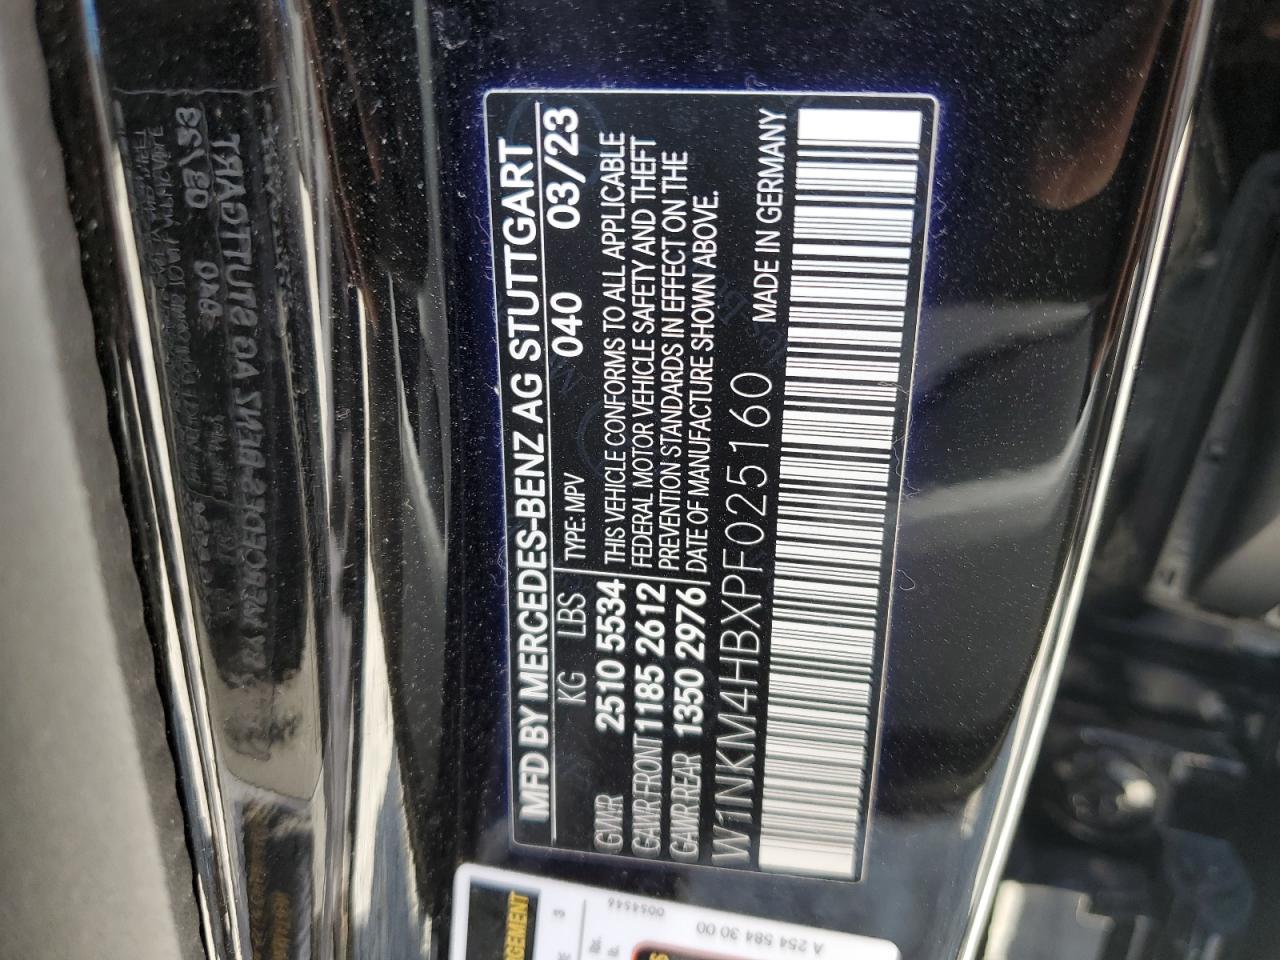 MFD BY MERCEDES-BENZ AG STUTTGART
KG LBS TYPE: MPV 040 03/23
GVWR 2510 5534
GAWR FRONT 1185 2612
GAWR REAR 1350 2976
THIS VEHICLE CONFORMS TO ALL APPLICABLE
FEDERAL MOTOR VEHICLE SAFETY AND THEFT
PREVENTION STANDARDS IN EFFECT ON THE
DATE OF MANUFACTURE SHOWN ABOVE.
W1NKM4HBXPF025160 MADE IN GERMANY
A 254 584 30 00
0054546